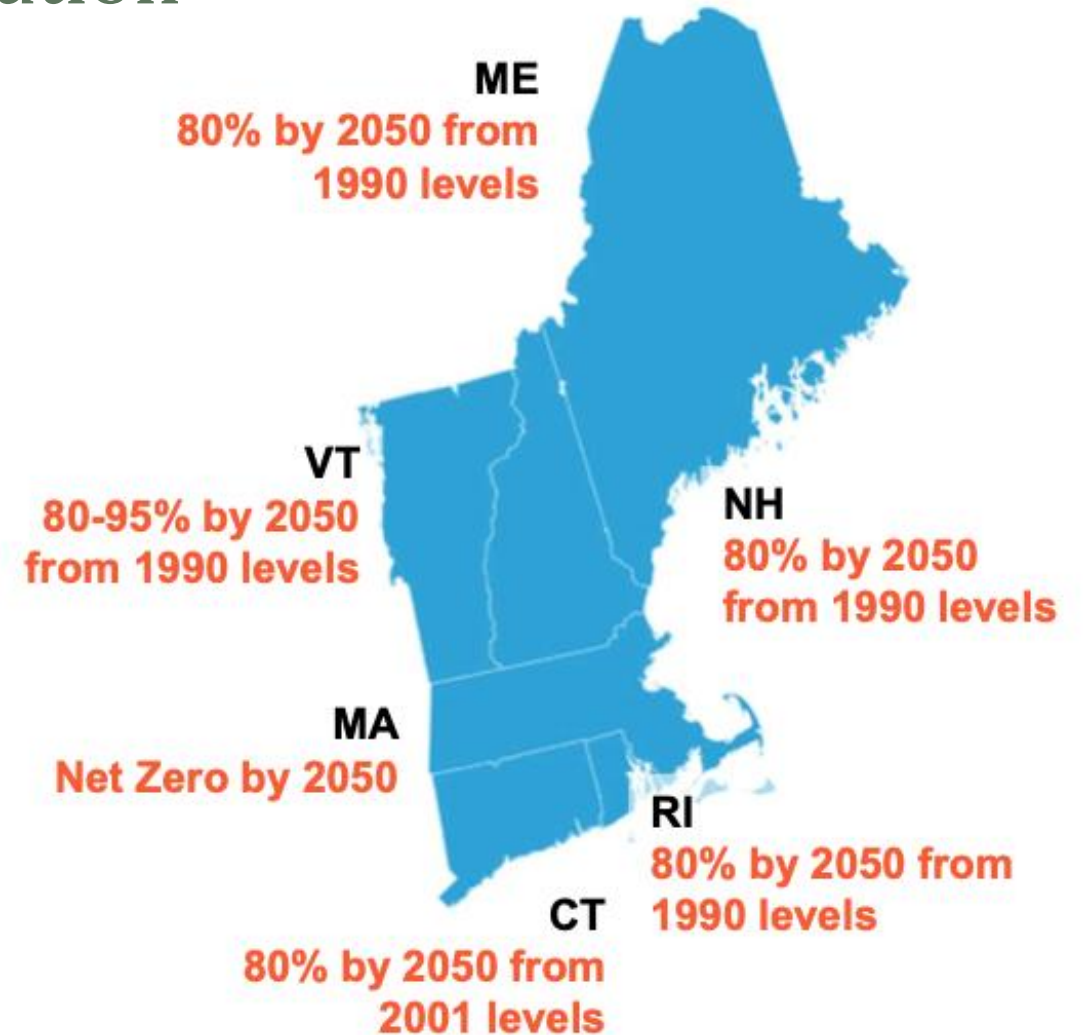 ME
80% by 2050 from
1990 levels
VT
80-95% by 2050
from 1990 levels
NH
80% by 2050
from 1990 levels
MA
Net Zero by 2050
RI
80% by 2050 from
1990 levels
CT
80% by 2050 from
2001 levels